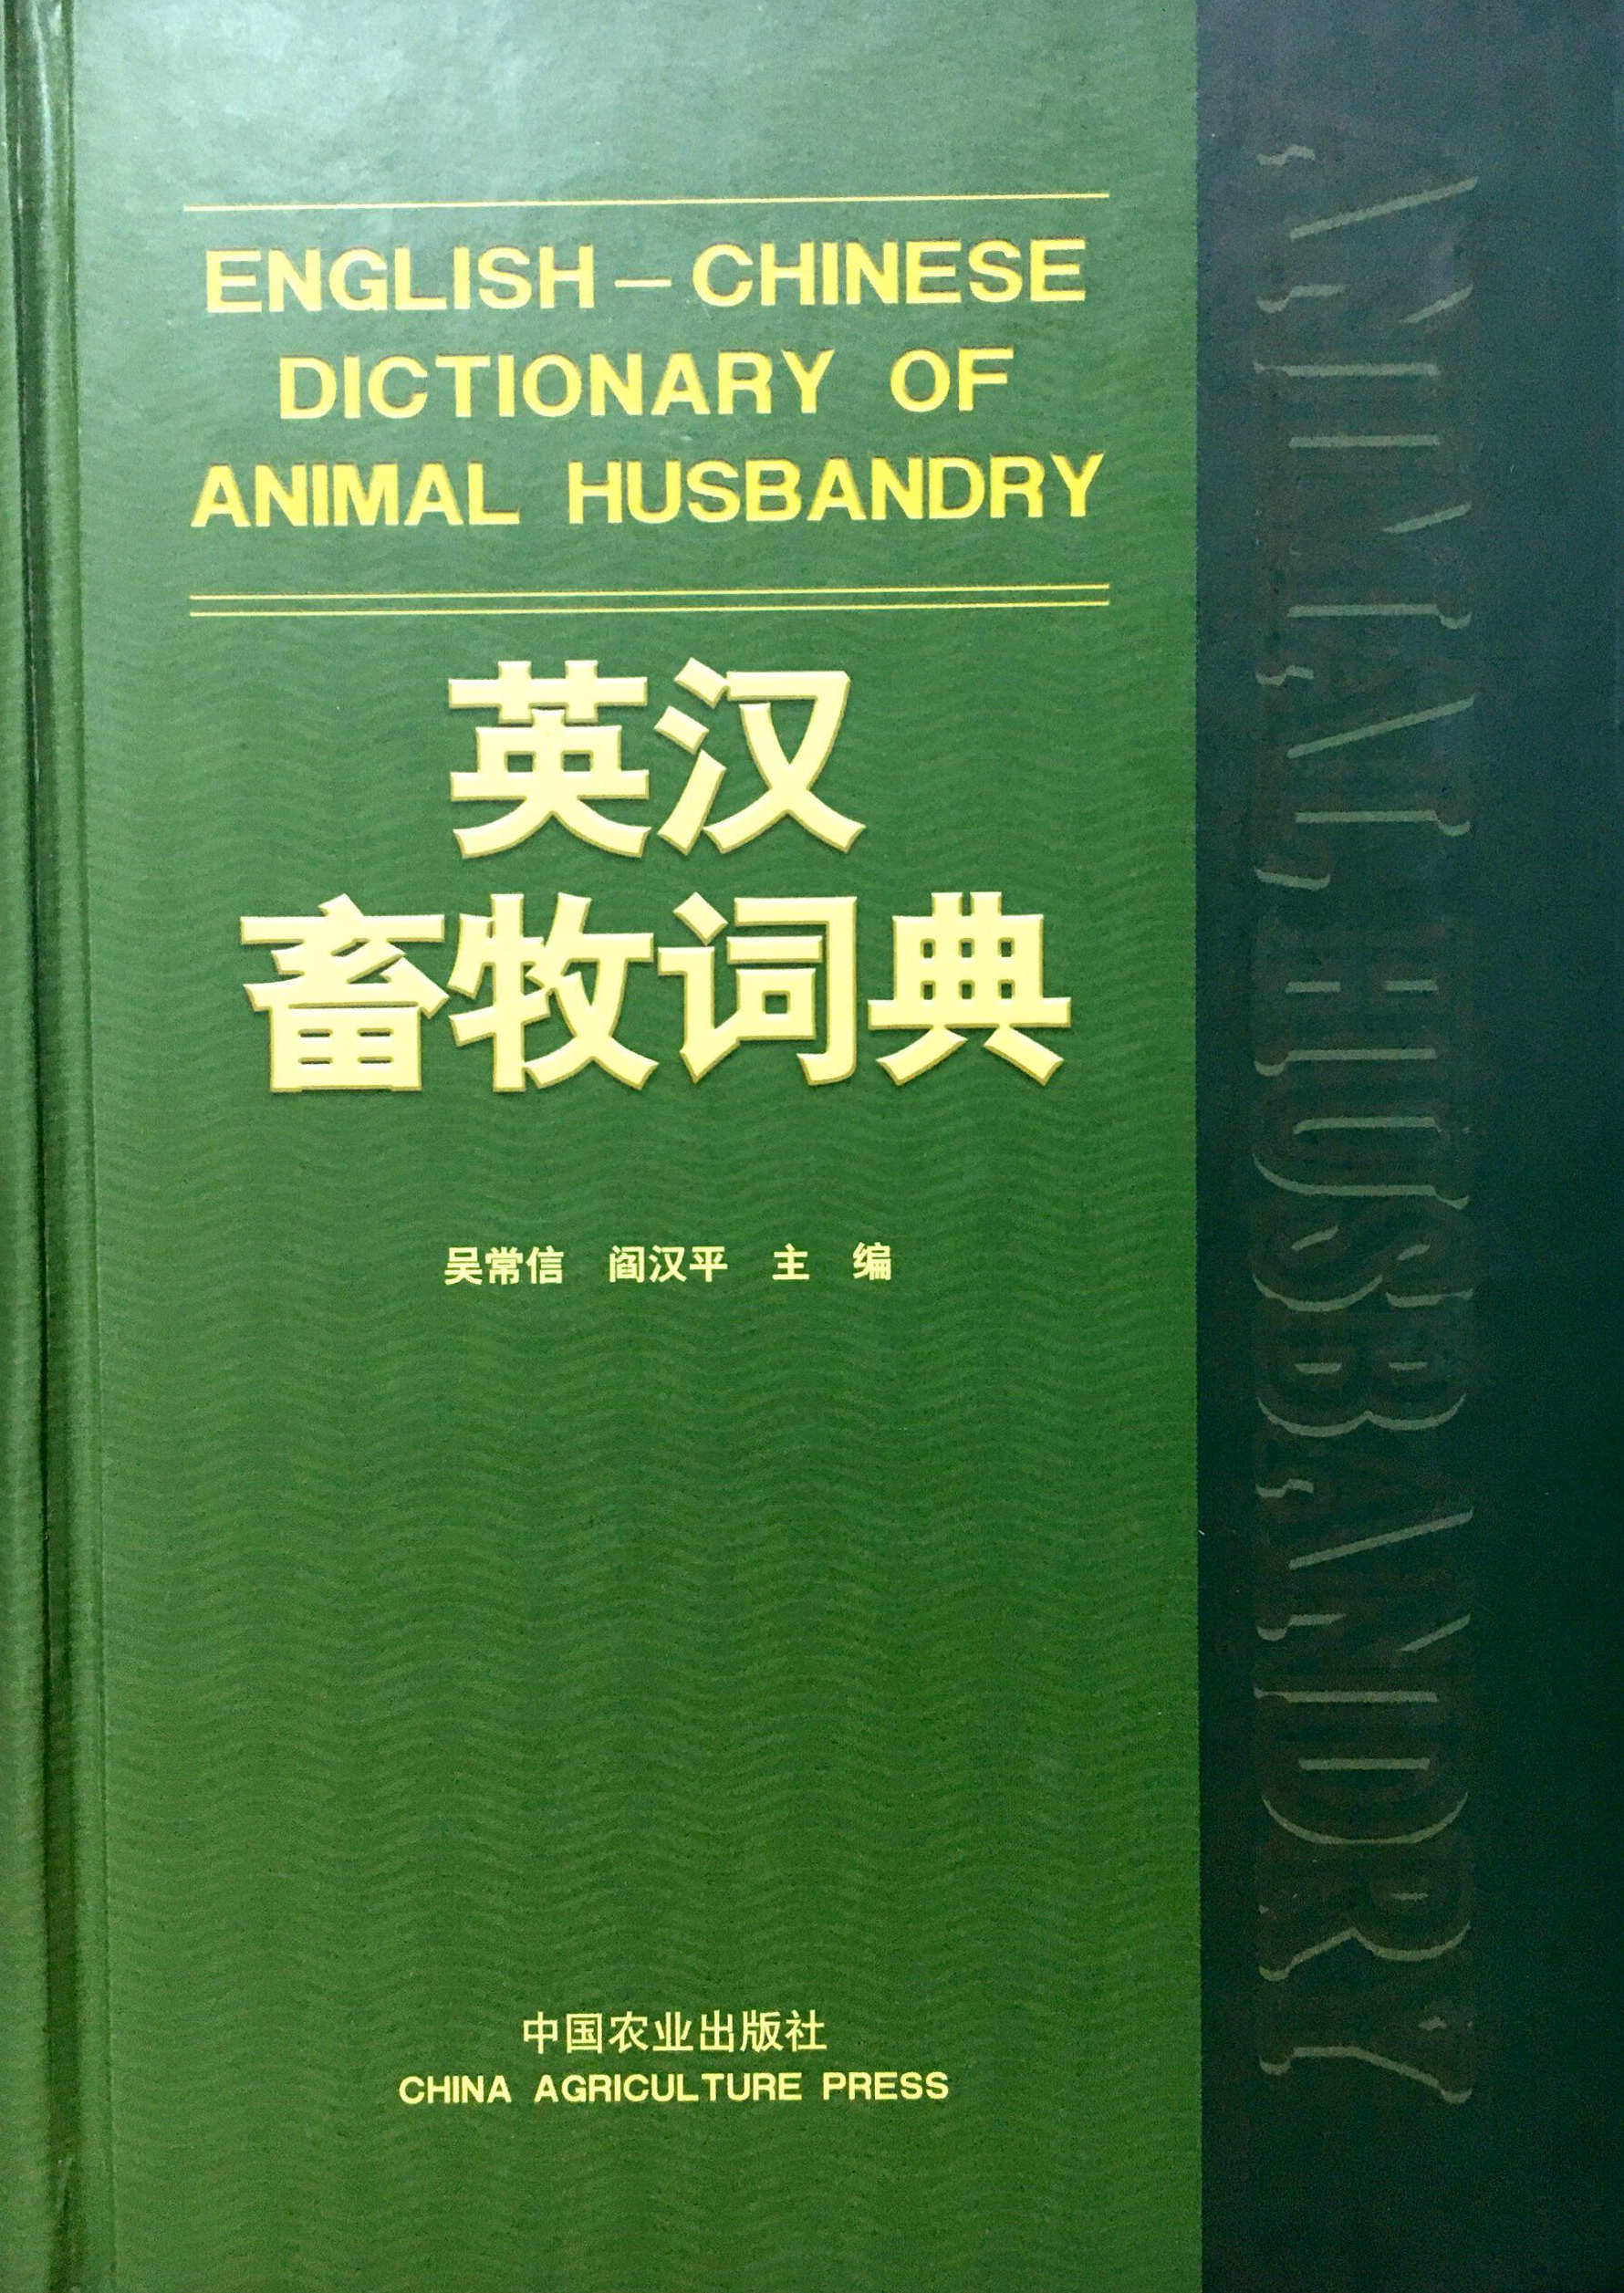 ENGLISH – CHINESE
DICTIONARY OF
ANIMAL HUSBANDRY
英汉
畜牧词典
吴常信 阎汉平 主 编
中国农业出版社
CHINA AGRICULTURE PRESS
ANIMAL HUSBANDRY